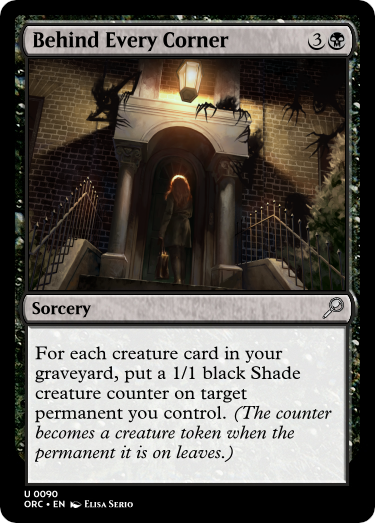 Behind Every Corner 3
Sorcery
For each creature card in your
graveyard, put a 1/1 black Shade
creature counter on target
permanent you control. (The counter
becomes a creature token when the
permanent it is on leaves.)
U 0090
ORC • EN Elisa Serio